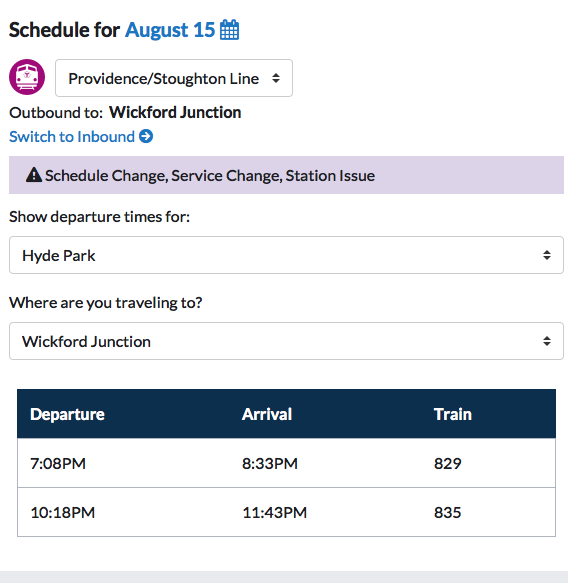 Schedule for August 15
Providence/Stoughton Line
Outbound to: Wickford Junction
Switch to Inbound
Schedule Change, Service Change, Station Issue
Show departure times for:
Hyde Park
Where are you traveling to?
Wickford Junction
Departure Arrival Train
7:08PM 8:33PM 829
10:18PM 11:43PM 835